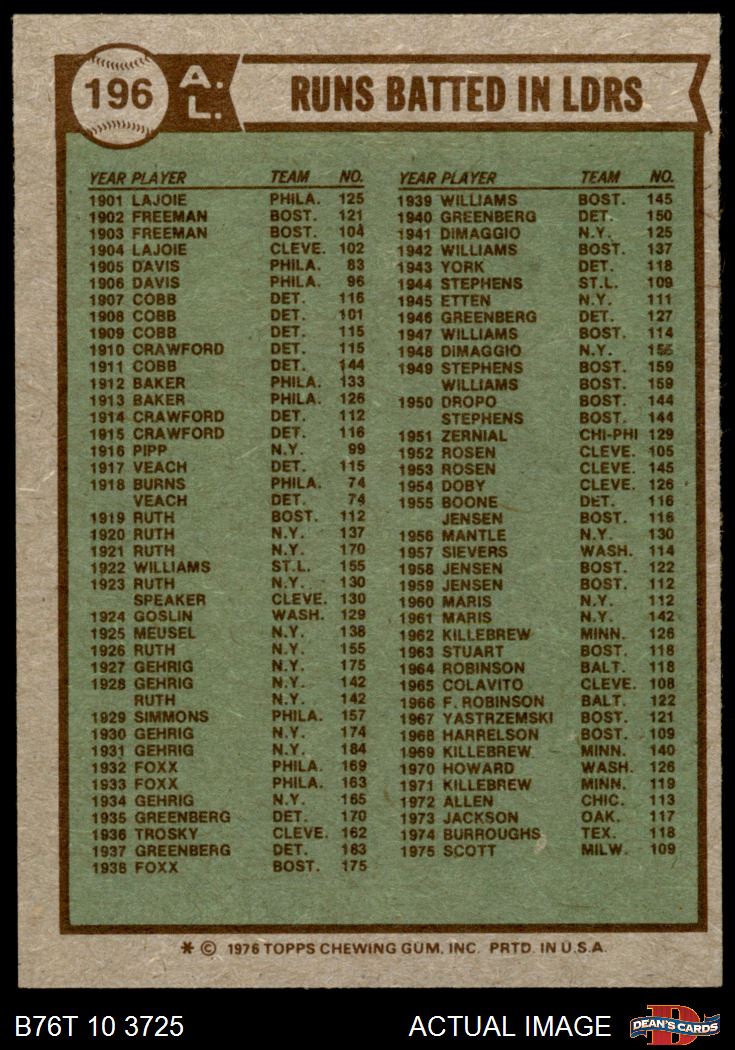 196 A.L. RUNS BATTED IN LDRS
YEAR PLAYER TEAM NO.
1901 LAJOIE PHILA. 125
1902 FREEMAN BOST. 121
1903 FREEMAN BOST. 104
1904 LAJOIE CLEVE. 102
1905 DAVIS PHILA. 83
1906 DAVIS PHILA. 96
1907 COBB DET. 116
1908 COBB DET. 101
1909 COBB DET. 115
1910 CRAWFORD DET. 115
1911 COBB DET. 144
1912 BAKER PHILA. 133
1913 BAKER PHILA. 126
1914 CRAWFORD DET. 112
1915 CRAWFORD DET. 116
1916 PIPP N.Y. 99
1917 VEACH DET. 115
1918 BURNS PHILA. 74
VEACH DET. 74
1919 RUTH BOST. 112
1920 RUTH N.Y. 137
1921 RUTH N.Y. 170
1922 WILLIAMS ST.L. 155
1923 RUTH N.Y. 130
SPEAKER CLEVE. 130
1924 GOSLIN WASH. 129
1925 MEUSEL N.Y. 138
1926 RUTH N.Y. 155
1927 GEHRIG N.Y. 175
1928 GEHRIG N.Y. 142
RUTH N.Y. 142
1929 SIMMONS PHILA. 157
1930 GEHRIG N.Y. 174
1931 GEHRIG N.Y. 184
1932 FOXX PHILA. 169
1933 FOXX PHILA. 163
1934 GEHRIG N.Y. 165
1935 GREENBERG DET. 170
1936 TROSKY CLEVE. 162
1937 GREENBERG DET. 183
1938 FOXX BOST. 175
YEAR PLAYER TEAM NO.
1939 WILLIAMS BOST. 145
1940 GREENBERG DET. 150
1941 DIMAGGIO N.Y. 125
1942 WILLIAMS BOST. 137
1943 YORK DET. 118
1944 STEPHENS ST.L. 109
1945 ETTEN N.Y. 111
1946 GREENBERG DET. 127
1947 WILLIAMS BOST. 114
1948 DIMAGGIO N.Y. 155
1949 STEPHENS BOST. 159
WILLIAMS BOST. 159
1950 DROPO BOST. 144
STEPHENS BOST. 144
1951 ZERNIAL CHI-PHI 129
1952 ROSEN CLEVE. 105
1953 ROSEN CLEVE. 145
1954 DOBY CLEVE. 126
1955 BOONE DET. 116
JENSEN BOST. 116
1956 MANTLE N.Y. 130
1957 SIEVERS WASH. 114
1958 JENSEN BOST. 122
1959 JENSEN BOST. 112
1960 MARIS N.Y. 112
1961 MARIS N.Y. 142
1962 KILLEBREW MINN. 126
1963 STUART BOST. 118
1964 ROBINSON BALT. 118
1965 COLAVITO CLEVE. 108
1966 F. ROBINSON BALT. 122
1967 YASTRZEMSKI BOST. 121
1968 HARRELSON BOST. 109
1969 KILLEBREW MINN. 140
1970 HOWARD WASH. 126
1971 KILLEBREW MINN. 119
1972 ALLEN CHIC. 113
1973 JACKSON OAK. 117
1974 BURROUGHS TEX. 118
1975 SCOTT MILW. 109
* © 1976 TOPPS CHEWING GUM, INC. PRTD. IN U.S.A.
B76T 10 3725 ACTUAL IMAGE DEAN'S CARDS